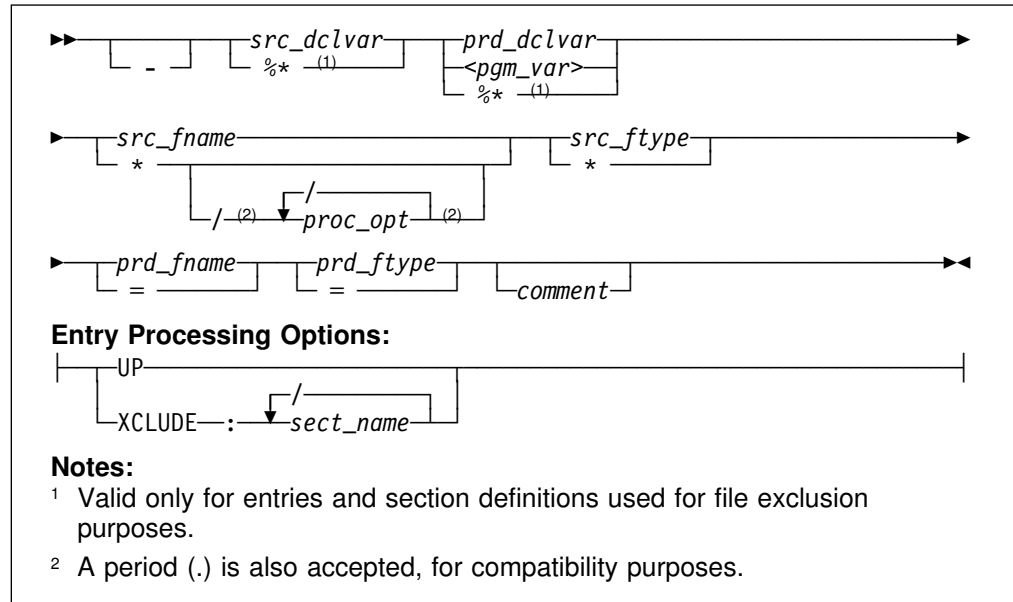 src_dclvar prd_dclvar
- %* (1) <pgm_var>
%* (1)
src_fname src_ftype
* *
/
/ (2) proc_opt (2)
prd_fname prd_ftype
= = comment
Entry Processing Options:
UP
/
XCLUDE : sect_name
Notes:
1 Valid only for entries and section definitions used for file exclusion
purposes.
2 A period (.) is also accepted, for compatibility purposes.